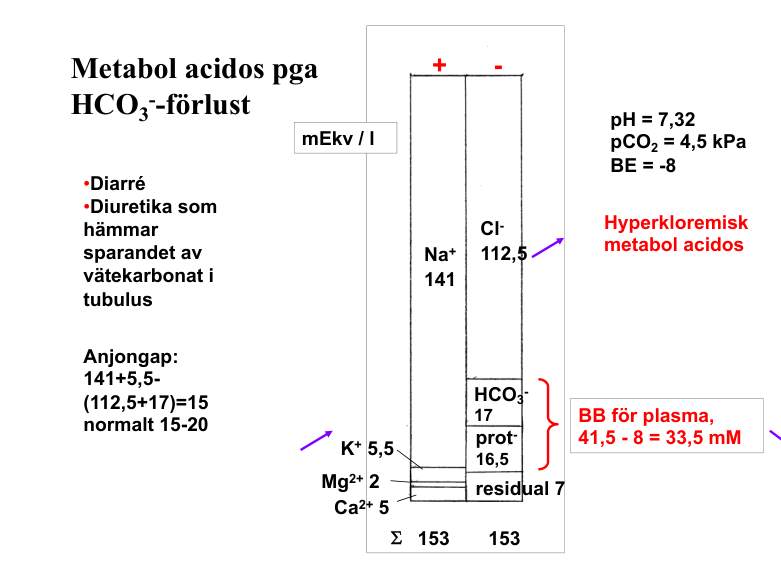 Metabol acidos pga
HCO₃⁻-förlust
mEkv / l
•Diarré
•Diuretika som
hämmar
sparandet av
vätekarbonat i
tubulus
Anjongap:
141+5,5-
(112,5+17)=15
normalt 15-20
+ -
Na⁺
141
Cl⁻
112,5
HCO₃⁻
17
prot⁻
16,5
residual 7
K⁺ 5,5
Mg²⁺ 2
Ca²⁺ 5
Σ 153 153
pH = 7,32
pCO₂ = 4,5 kPa
BE = -8
Hyperkloremisk
metabol acidos
BB för plasma,
41,5 - 8 = 33,5 mM